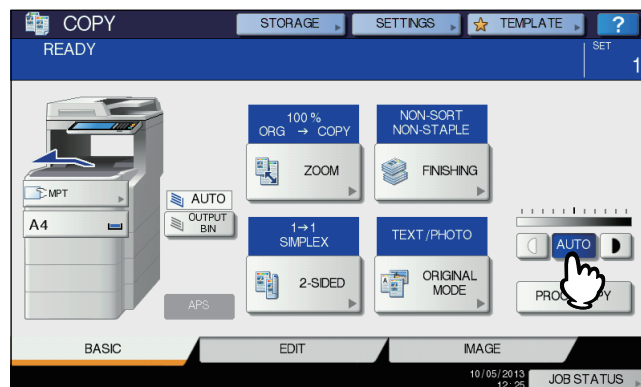 COPY
STORAGE
SETTINGS
TEMPLATE
?
READY
SET
1
100 %
ORG → COPY
NON-SORT
NON-STAPLE
ZOOM
FINISHING
MPT
A4
AUTO
OUTPUT
BIN
1→1
SIMPLEX
TEXT/PHOTO
2-SIDED
ORIGINAL
MODE
APS
AUTO
BASIC
EDIT
IMAGE
10/05/2013
12:25
JOB STATUS